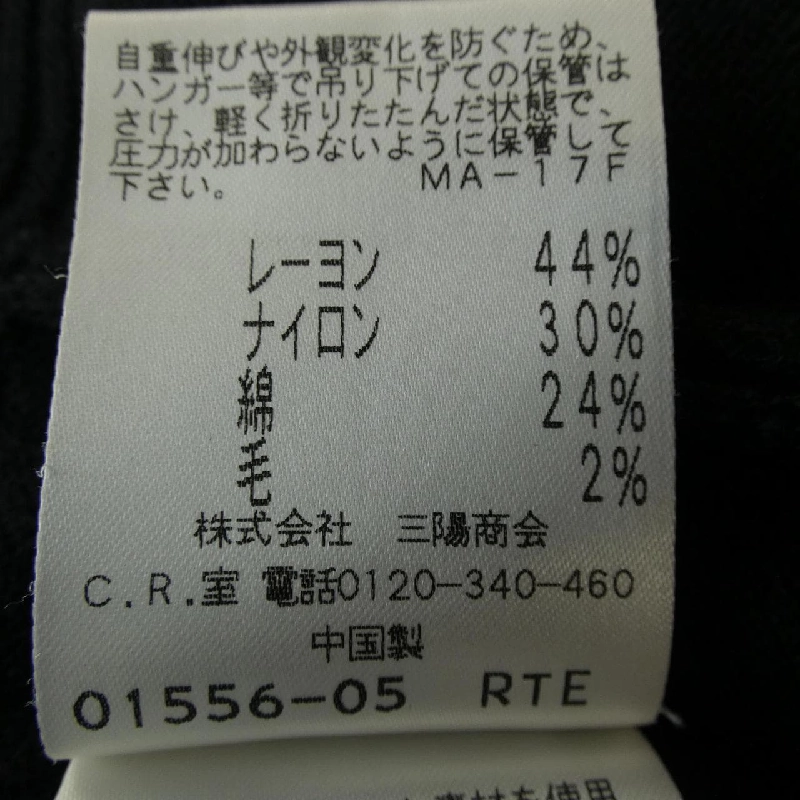 自重伸びや外観変化を防ぐため、
ハンガー等で吊り下げての保管は
さけ、軽く折りたたんだ状態で、
圧力が加わらないように保管して
下さい。 MA-17F
レーヨン 44%
ナイロン 30%
綿 24%
毛 2%
株式会社 三陽商会
C.R.室 電話0120-340-460
中国製
01556-05 RTE
素材を使用